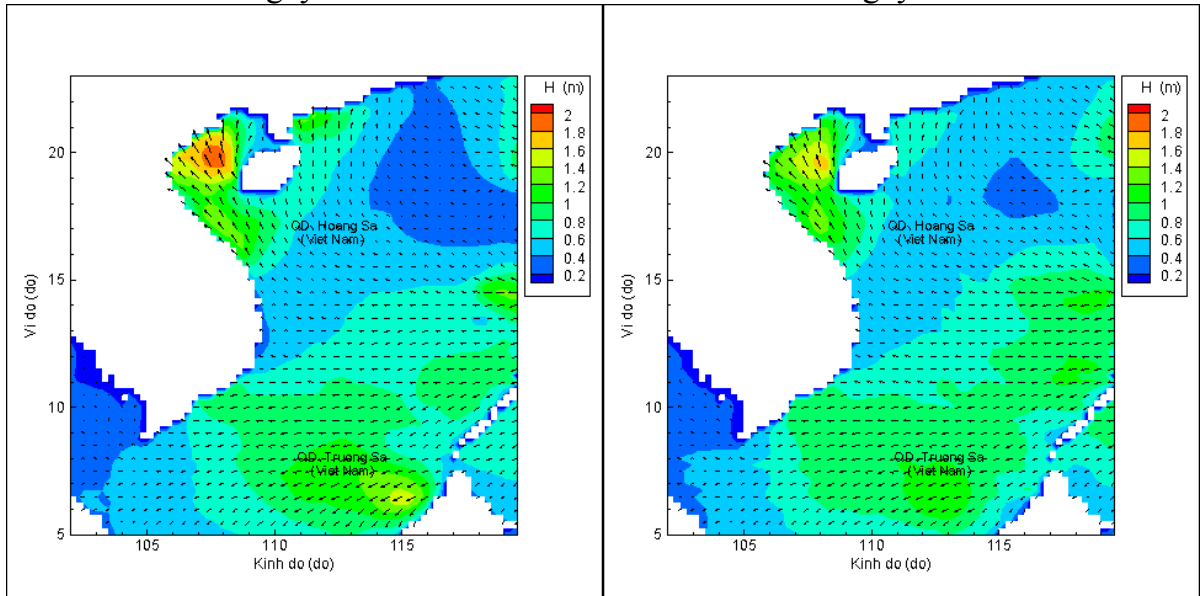 H (m)
2
1.8
1.6
1.4
1.2
1
0.8
0.6
0.4
0.2
20
15
10
5
Vi do (do)
QD. Hoang Sa
(Viet Nam)
QD. Truong Sa
(Viet Nam)
105 110 115
Kinh do (do)
H (m)
2
1.8
1.6
1.4
1.2
1
0.8
0.6
0.4
0.2
20
15
10
5
Vi do (do)
QD. Hoang Sa
(Viet Nam)
QD. Truong Sa
(Viet Nam)
105 110 115
Kinh do (do)